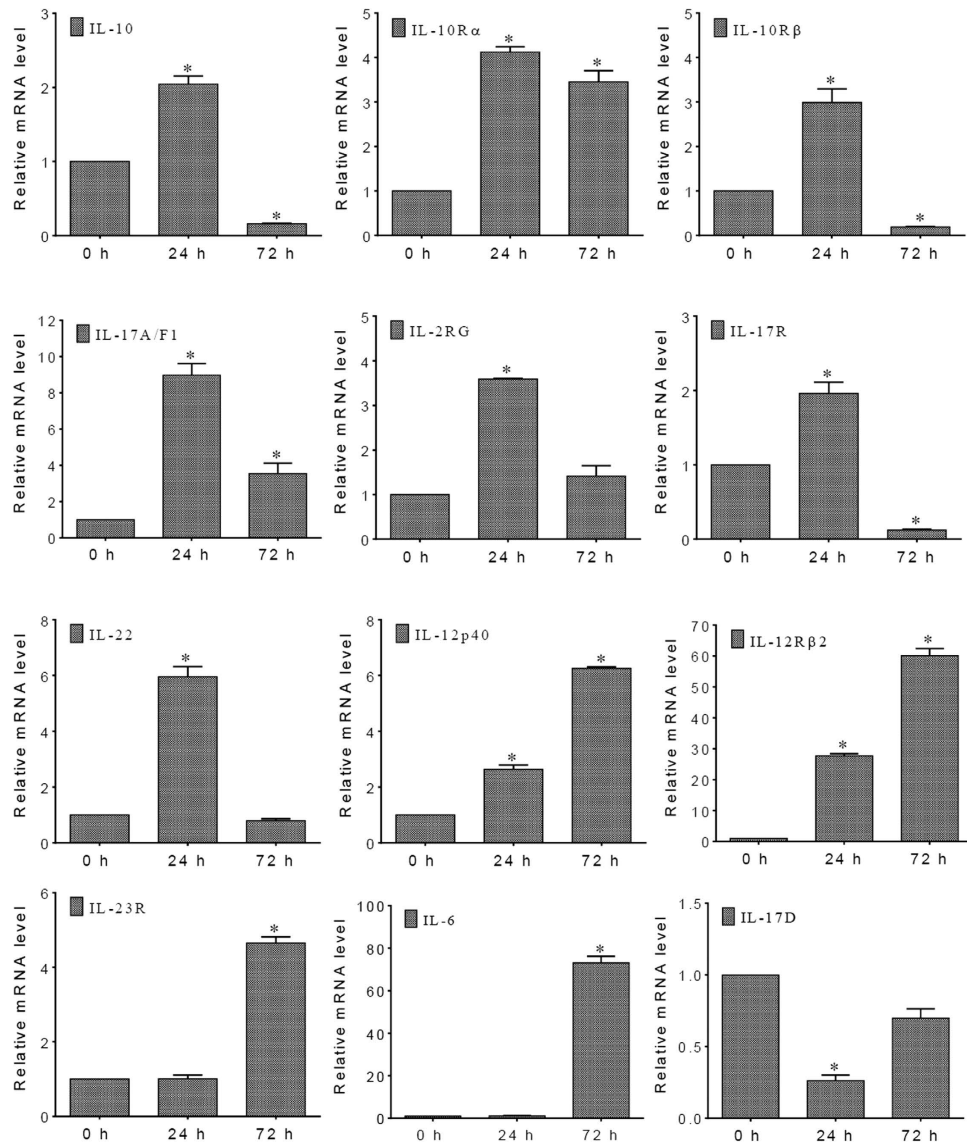 IL-10
Relative mRNA level
3
2
1
0
0 h 24 h 72 h
* *
IL-10Rα
Relative mRNA level
5
4
3
2
1
0
0 h 24 h 72 h
* *
IL-10Rβ
Relative mRNA level
5
4
3
2
1
0
0 h 24 h 72 h
* *
IL-17A/F1
Relative mRNA level
12
10
8
6
4
2
0
0 h 24 h 72 h
* *
IL-2RG
Relative mRNA level
5
4
3
2
1
0
0 h 24 h 72 h
*
IL-17R
Relative mRNA level
3
2
1
0
0 h 24 h 72 h
* *
IL-22
Relative mRNA level
8
6
4
2
0
0 h 24 h 72 h
*
IL-12p40
Relative mRNA level
8
6
4
2
0
0 h 24 h 72 h
* *
IL-12Rβ2
Relative mRNA level
70
60
50
40
30
20
10
0
0 h 24 h 72 h
* *
IL-23R
Relative mRNA level
6
4
2
0
0 h 24 h 72 h
*
IL-6
Relative mRNA level
100
80
60
40
20
0
0 h 24 h 72 h
*
IL-17D
Relative mRNA level
1.5
1.0
0.5
0.0
0 h 24 h 72 h
*